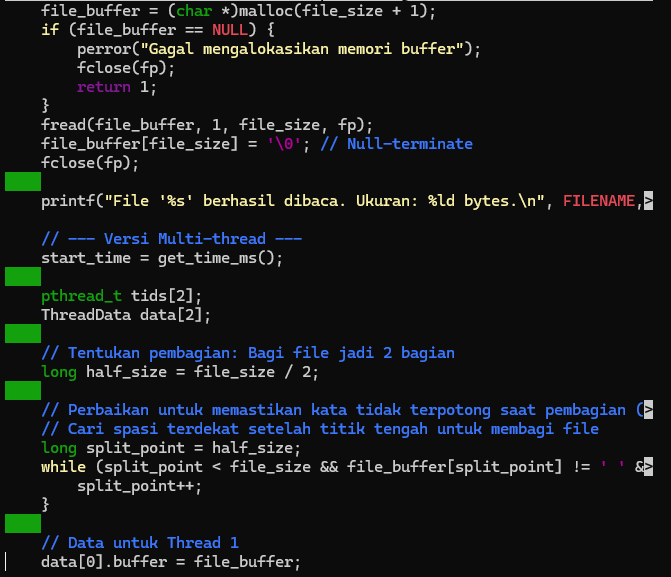 file_buffer = (char *)malloc(file_size + 1);
if (file_buffer == NULL) {
perror("Gagal mengalokasikan memori buffer");
fclose(fp);
return 1;
}
fread(file_buffer, 1, file_size, fp);
file_buffer[file_size] = '\0'; // Null-terminate
fclose(fp);
printf("File '%s' berhasil dibaca. Ukuran: %ld bytes.\n", FILENAME,>
// --- Versi Multi-thread ---
start_time = get_time_ms();
pthread_t tids[2];
ThreadData data[2];
// Tentukan pembagian: Bagi file jadi 2 bagian
long half_size = file_size / 2;
// Perbaikan untuk memastikan kata tidak terpotong saat pembagian (>
// Cari spasi terdekat setelah titik tengah untuk membagi file
long split_point = half_size;
while (split_point < file_size && file_buffer[split_point] != ' ' &>
split_point++;
}
// Data untuk Thread 1
data[0].buffer = file_buffer;